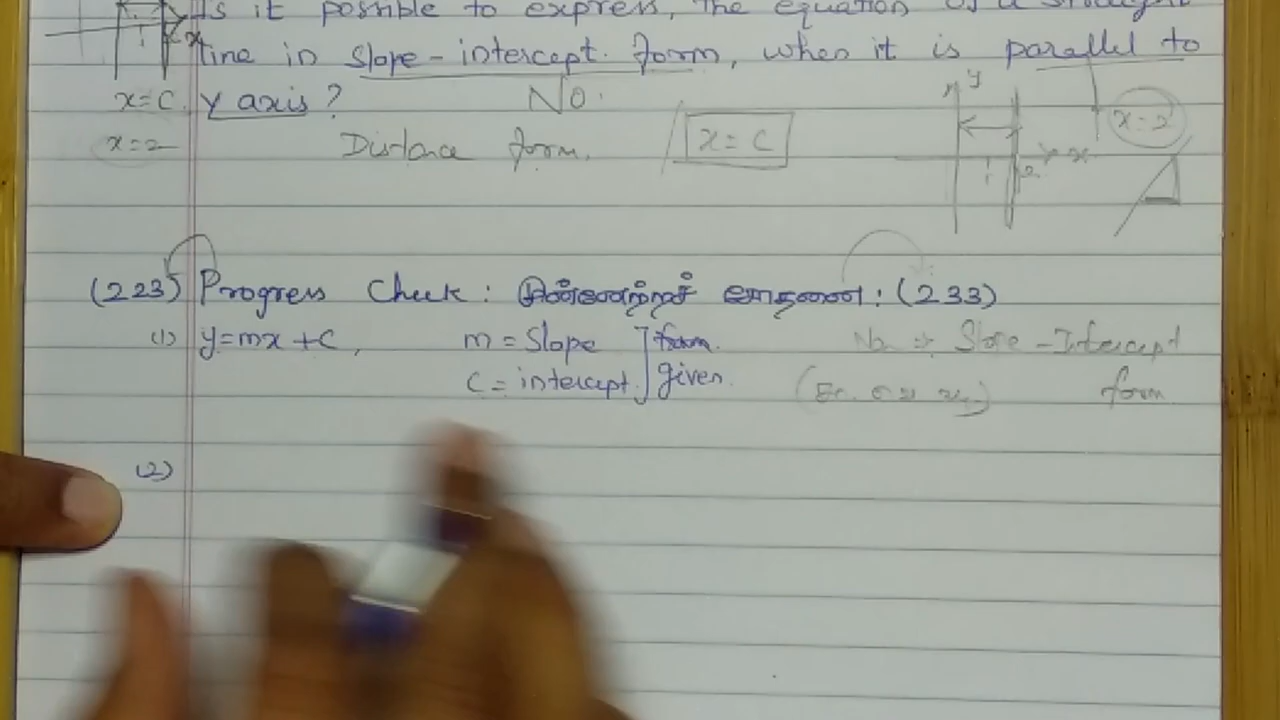 Is it possible to express, the equation of a straight
line in slope-intercept form, when it is parallel to
x=c Y axis? No.
x=2 Distance form. x=c x=2
(223) Progress Check: : (233)
(1) y=mx+c, m=Slope form. No Slope-Intercept
c=intercept. given. form
(2)